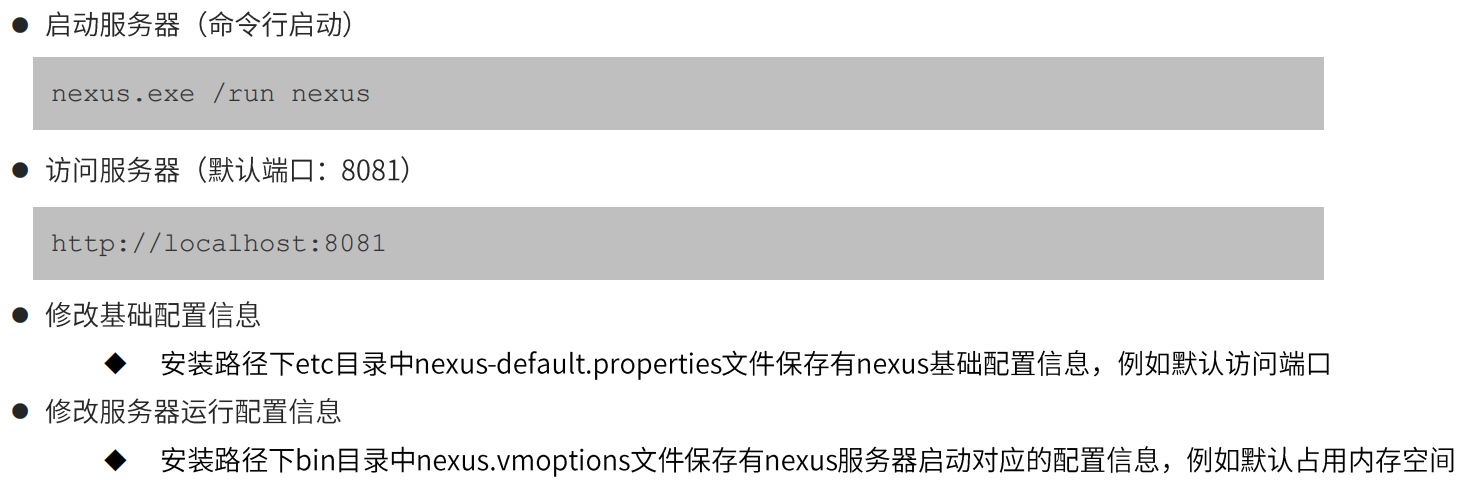 ● 启动服务器（命令行启动）
nexus.exe /run nexus
● 访问服务器（默认端口：8081）
http://localhost:8081
● 修改基础配置信息
◆ 安装路径下etc目录中nexus-default.properties文件保存有nexus基础配置信息，例如默认访问端口
● 修改服务器运行配置信息
◆ 安装路径下bin目录中nexus.vmoptions文件保存有nexus服务器启动对应的配置信息，例如默认占用内存空间